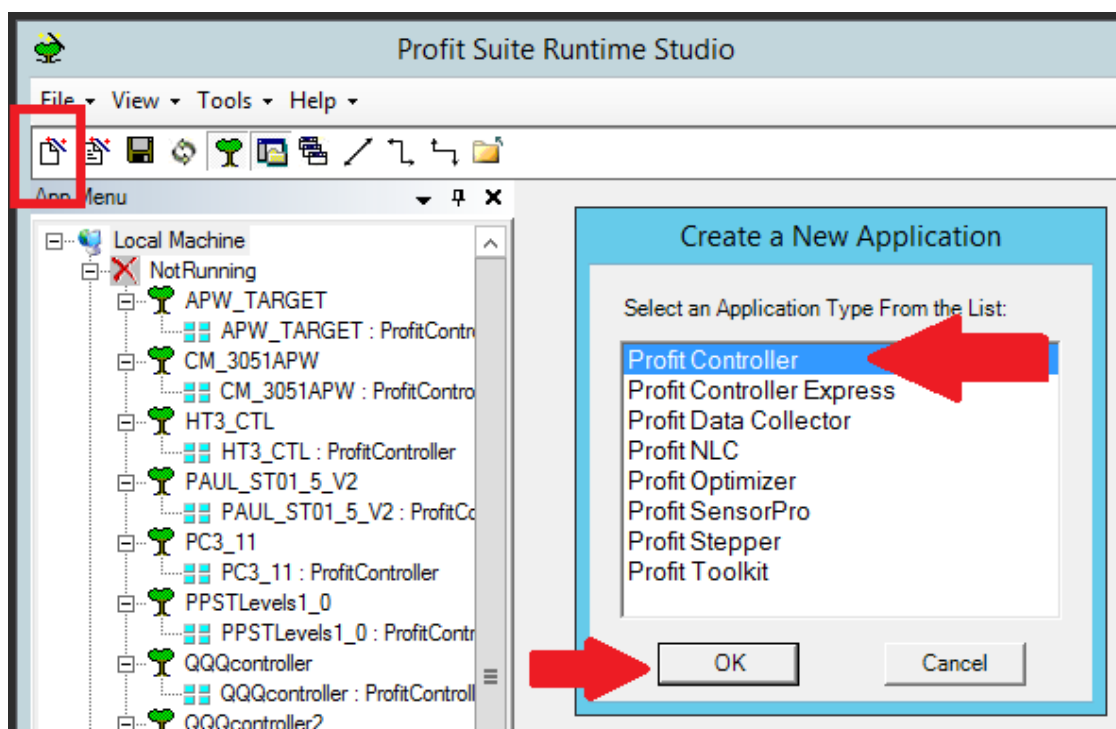 Profit Suite Runtime Studio
File View Tools Help
App Menu
Local Machine
NotRunning
APW_TARGET
APW_TARGET : ProfitContr
CM_3051APW
CM_3051APW : ProfitContro
HT3_CTL
HT3_CTL : ProfitController
PAUL_ST01_5_V2
PAUL_ST01_5_V2 : ProfitCo
PC3_11
PC3_11 : ProfitController
PPSTLevels1_0
PPSTLevels1_0 : ProfitContr
QQQcontroller
QQQcontroller : ProfitControll
QQQcontroller2
Create a New Application
Select an Application Type From the List:
Profit Controller
Profit Controller Express
Profit Data Collector
Profit NLC
Profit Optimizer
Profit SensorPro
Profit Stepper
Profit Toolkit
OK Cancel